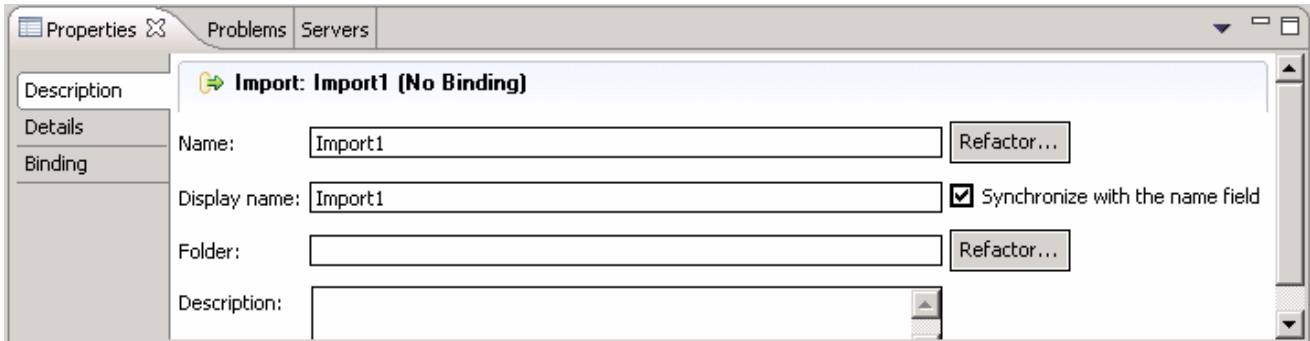 Properties Problems Servers
Description
Details
Binding
Import: Import1 (No Binding)
Name: Import1 Refactor...
Display name: Import1 Synchronize with the name field
Folder: Refactor...
Description: